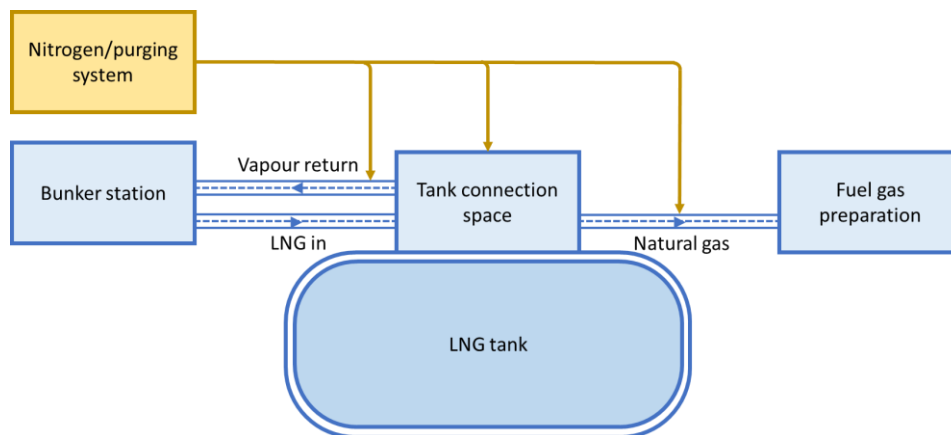 Nitrogen/purging
system
Vapour return
Bunker station
Tank connection
space
Fuel gas
preparation
LNG in
Natural gas
LNG tank